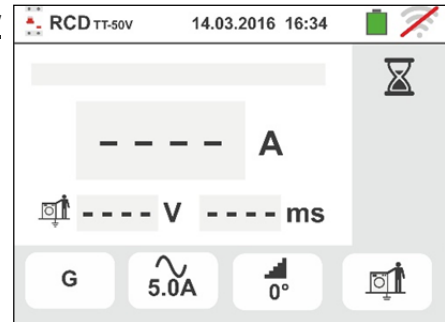 RCD TT-50V 14.03.2016 16:34
- - - - A
- - - - V - - - - ms
G 5.0A 0°